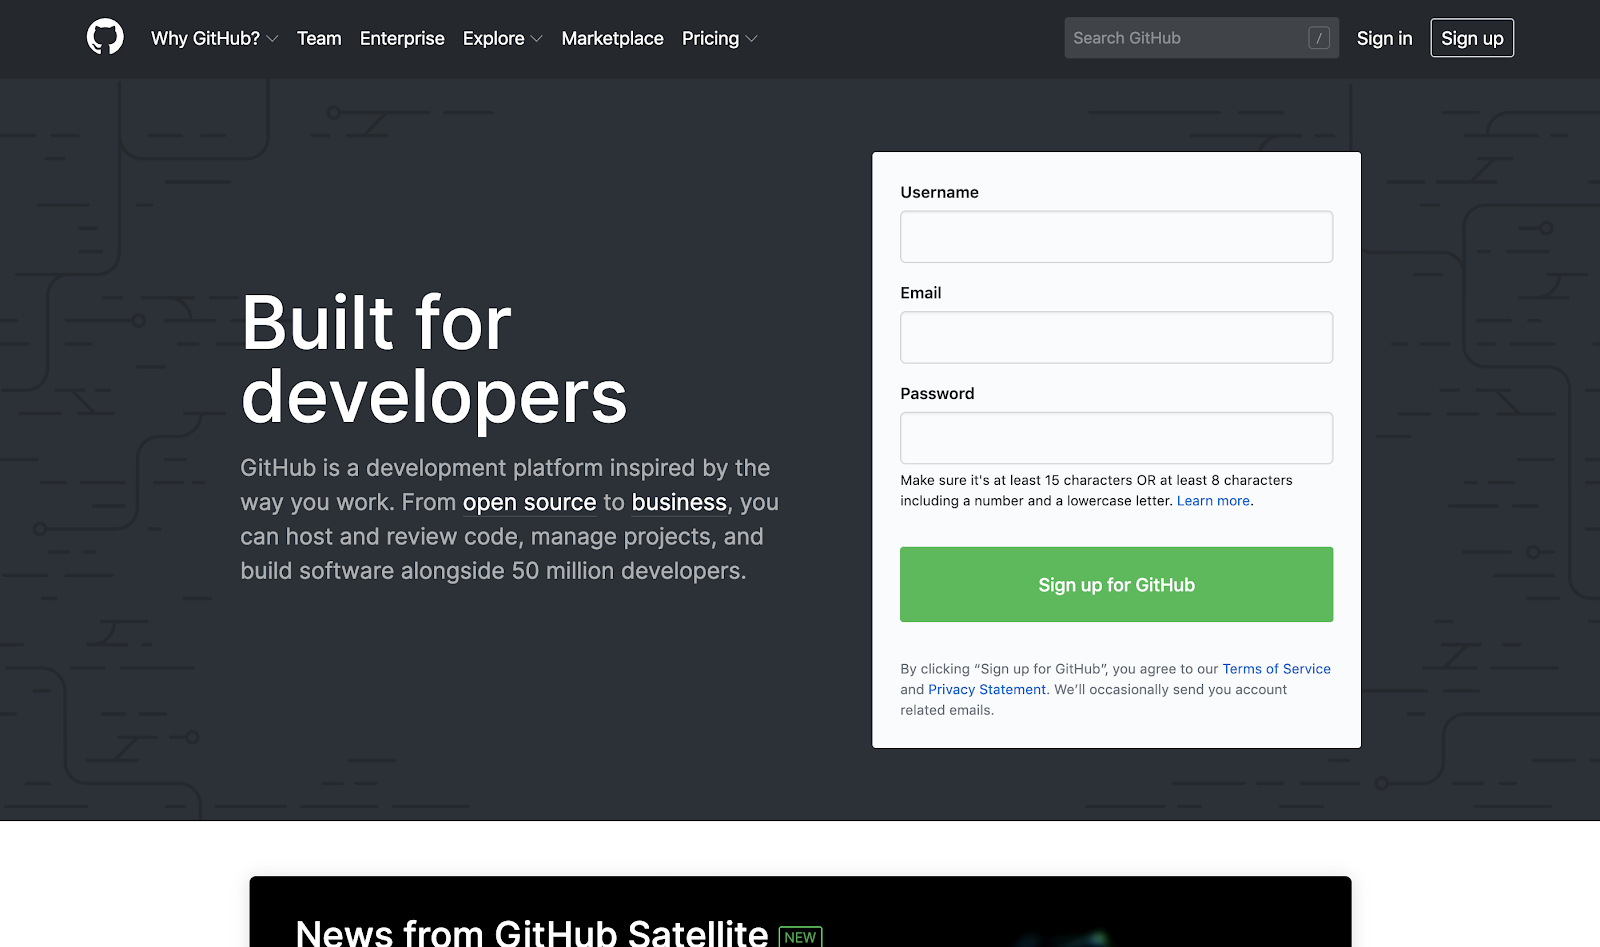 Why GitHub? Team Enterprise Explore Marketplace Pricing Search GitHub / Sign in Sign up
Built for
developers
GitHub is a development platform inspired by the
way you work. From open source to business, you
can host and review code, manage projects, and
build software alongside 50 million developers.
Username
Email
Password
Make sure it's at least 15 characters OR at least 8 characters
including a number and a lowercase letter. Learn more.
Sign up for GitHub
By clicking “Sign up for GitHub”, you agree to our Terms of Service
and Privacy Statement. We’ll occasionally send you account
related emails.
News from GitHub Satellite NEW